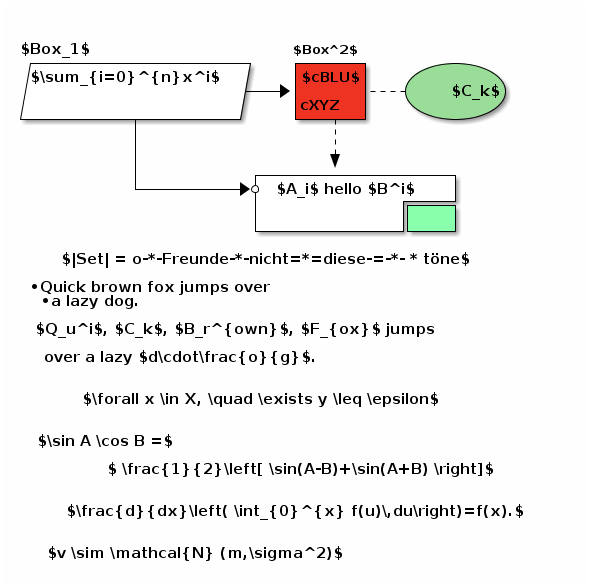 $Box_1$
$Box^2$
$\sum_{i=0}^{n}x^i$
$cBLU$
$C_k$
cXYZ
$A_i$ hello $B^i$
$|Set| = o-*-Freunde-*-nicht=*=diese-=-*- * töne$
•Quick brown fox jumps over
•a lazy dog.
$Q_u^i$, $C_k$, $B_r^{own}$, $F_{ox}$ jumps
over a lazy $d\cdot\frac{o}{g}$.
$\forall x \in X, \quad \exists y \leq \epsilon$
$\sin A \cos B =$
$ \frac{1}{2}\left[ \sin(A-B)+\sin(A+B) \right]$
$\frac{d}{dx}\left( \int_{0}^{x} f(u)\,du\right)=f(x).$
$v \sim \mathcal{N} (m,\sigma^2)$